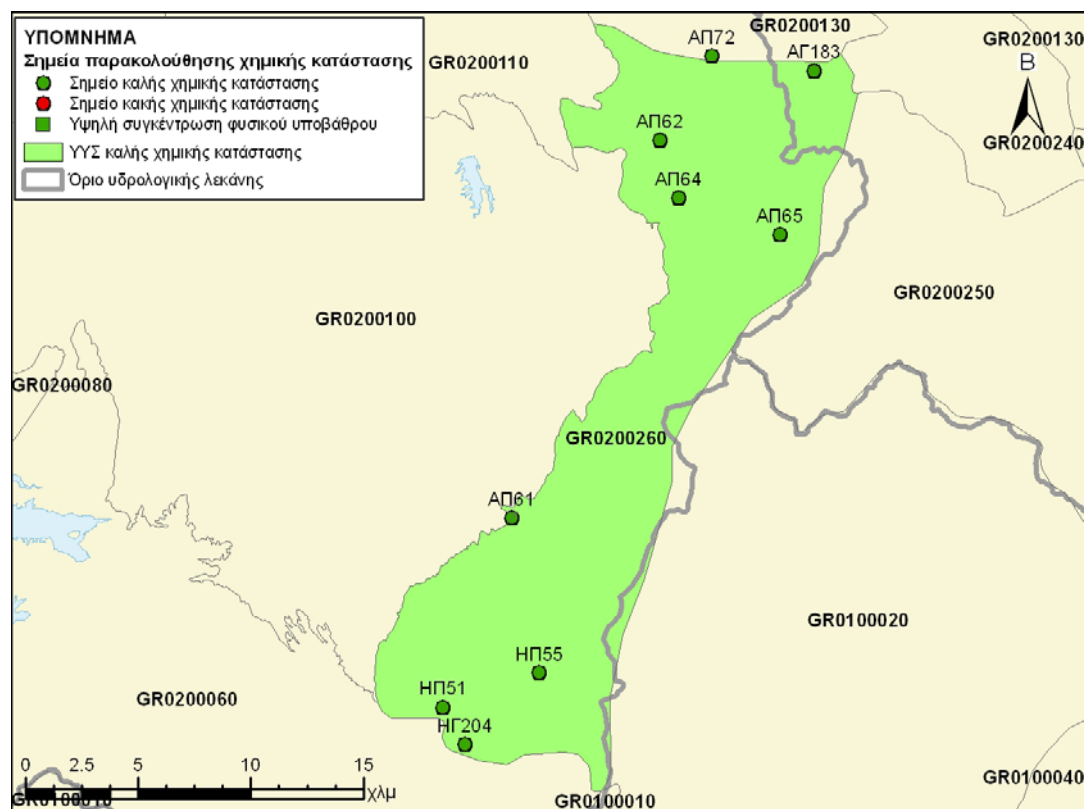 ΥΠΟΜΝΗΜΑ
Σημεία παρακολούθησης χημικής κατάστασης
Σημείο καλής χημικής κατάστασης
Σημείο κακής χημικής κατάστασης
Υψηλή συγκέντρωση φυσικού υποβάθρου
ΥΥΣ καλής χημικής κατάστασης
Όριο υδρολογικής λεκάνης
GR0200130
GR0200130
ΑΠ72
ΑΓ183
GR0200110
Β
GR0200240
ΑΠ62
ΑΠ64
ΑΠ65
GR0200250
GR0200100
GR0200080
GR0200260
ΑΠ61
GR0100020
ΗΠ55
GR0200060
ΗΠ51
ΗΓ204
0 2.5 5 10 15
χλμ
GR0100040
GR0100010
GR0100010